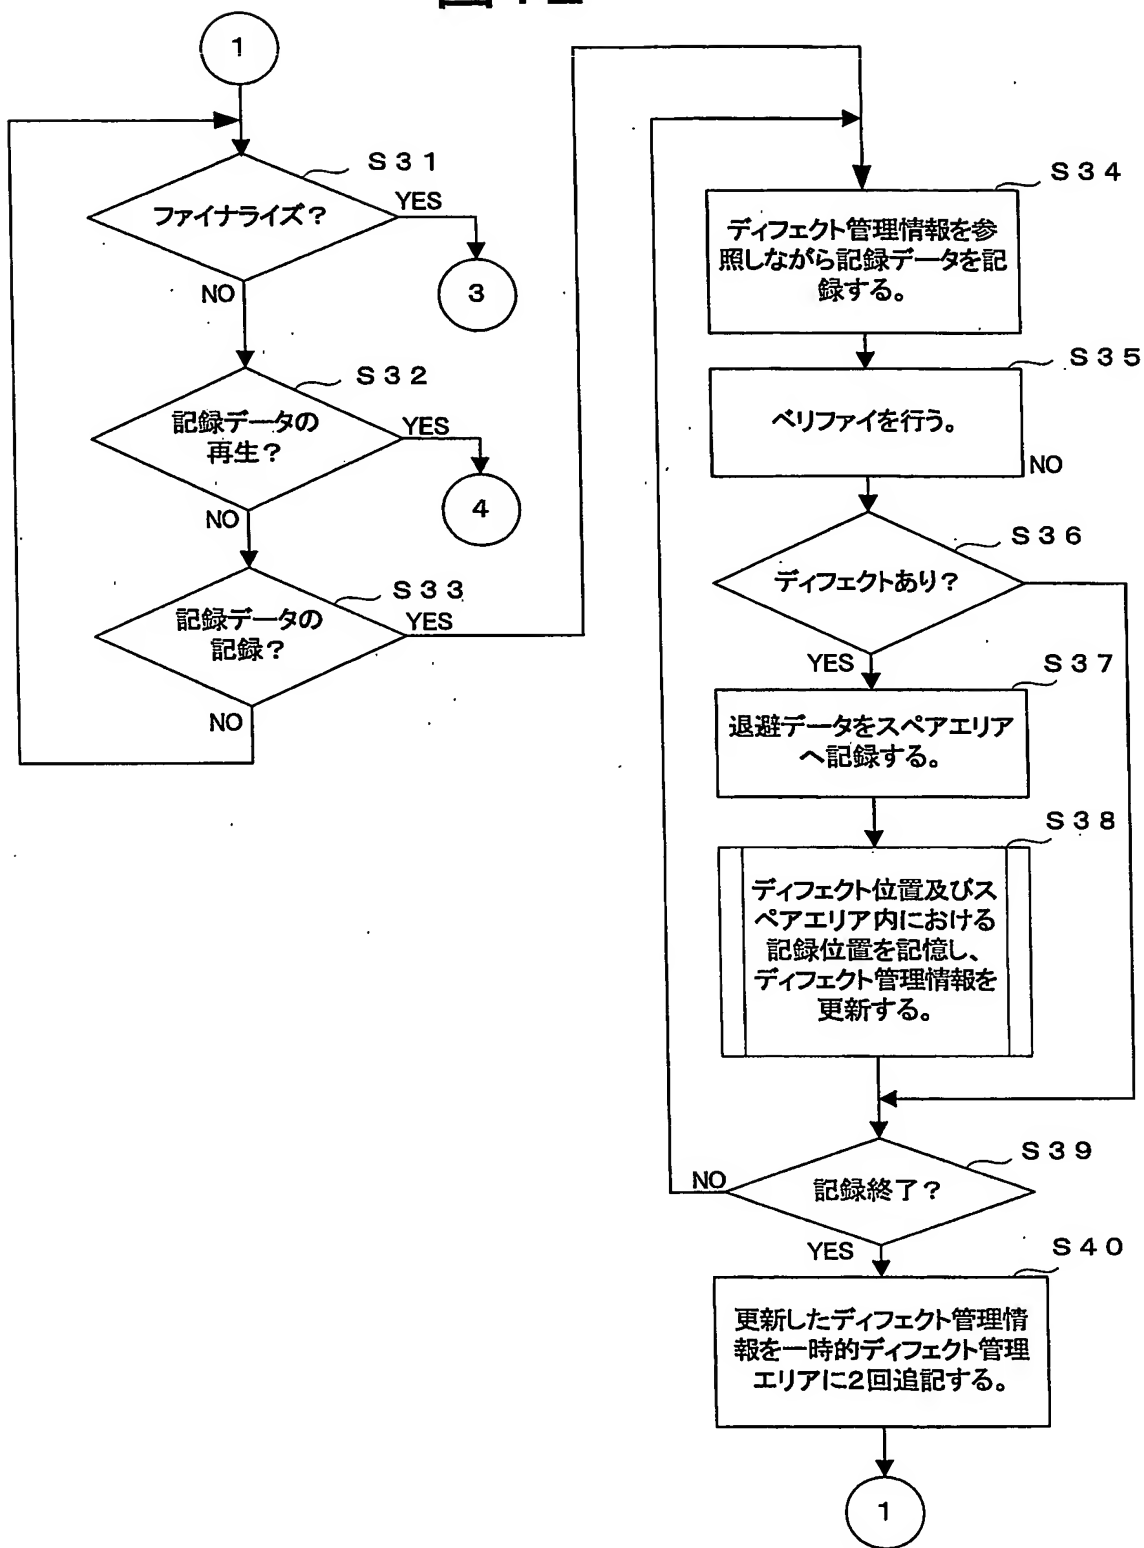 1
S31
ファイナライズ?
YES
3
NO
S32
記録データの
再生?
YES
4
NO
S33
記録データの
記録?
YES
NO
S34
ディフェクト管理情報を参
照しながら記録データを記
録する。
S35
ベリファイを行う。
NO
S36
ディフェクトあり?
YES
S37
退避データをスペアエリア
へ記録する。
S38
ディフェクト位置及びス
ペアエリア内における
記録位置を記憶し、
ディフェクト管理情報を
更新する。
S39
NO
記録終了?
YES
S40
更新したディフェクト管理情
報を一時的ディフェクト管理
エリアに2回追記する。
1